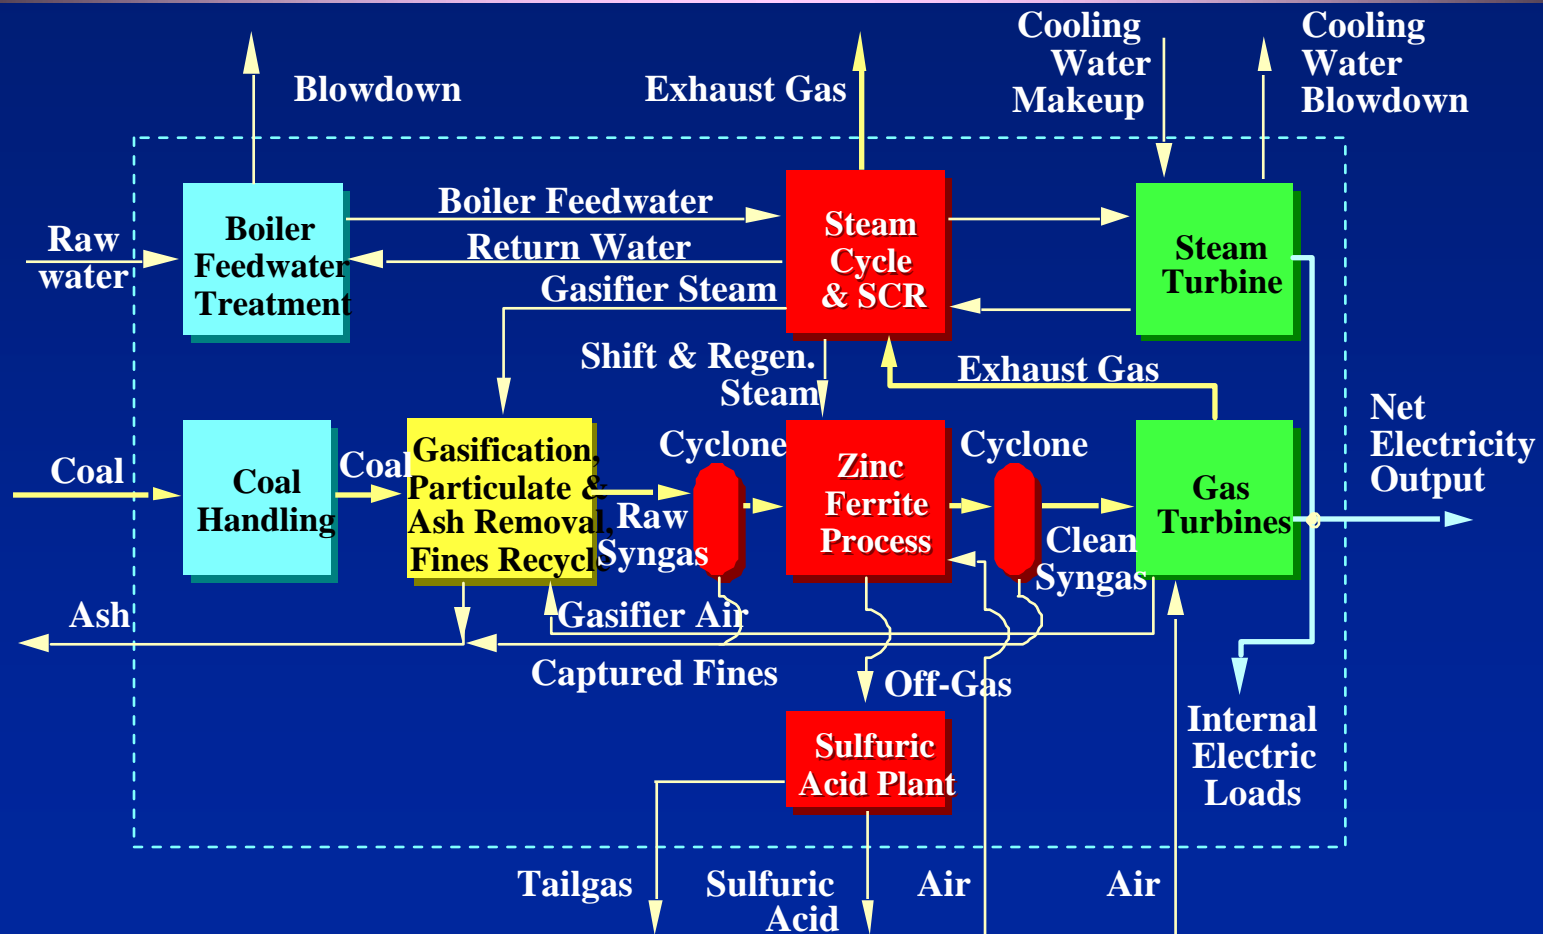 Cooling
Water
Makeup
Cooling
Water
Blowdown
Blowdown
Exhaust Gas
Raw
water
Boiler
Feedwater
Treatment
Boiler Feedwater
Return Water
Gasifier Steam
Steam
Cycle
& SCR
Steam
Turbine
Shift & Regen.
Steam
Exhaust Gas
Net
Electricity
Output
Coal
Coal
Handling
Coal
Gasification,
Particulate &
Ash Removal,
Fines Recycle
Raw
Syngas
Cyclone
Zinc
Ferrite
Process
Cyclone
Clean
Syngas
Gas
Turbines
Ash
Gasifier Air
Captured Fines
Off-Gas
Sulfuric
Acid Plant
Internal
Electric
Loads
Tailgas
Sulfuric
Acid
Air
Air